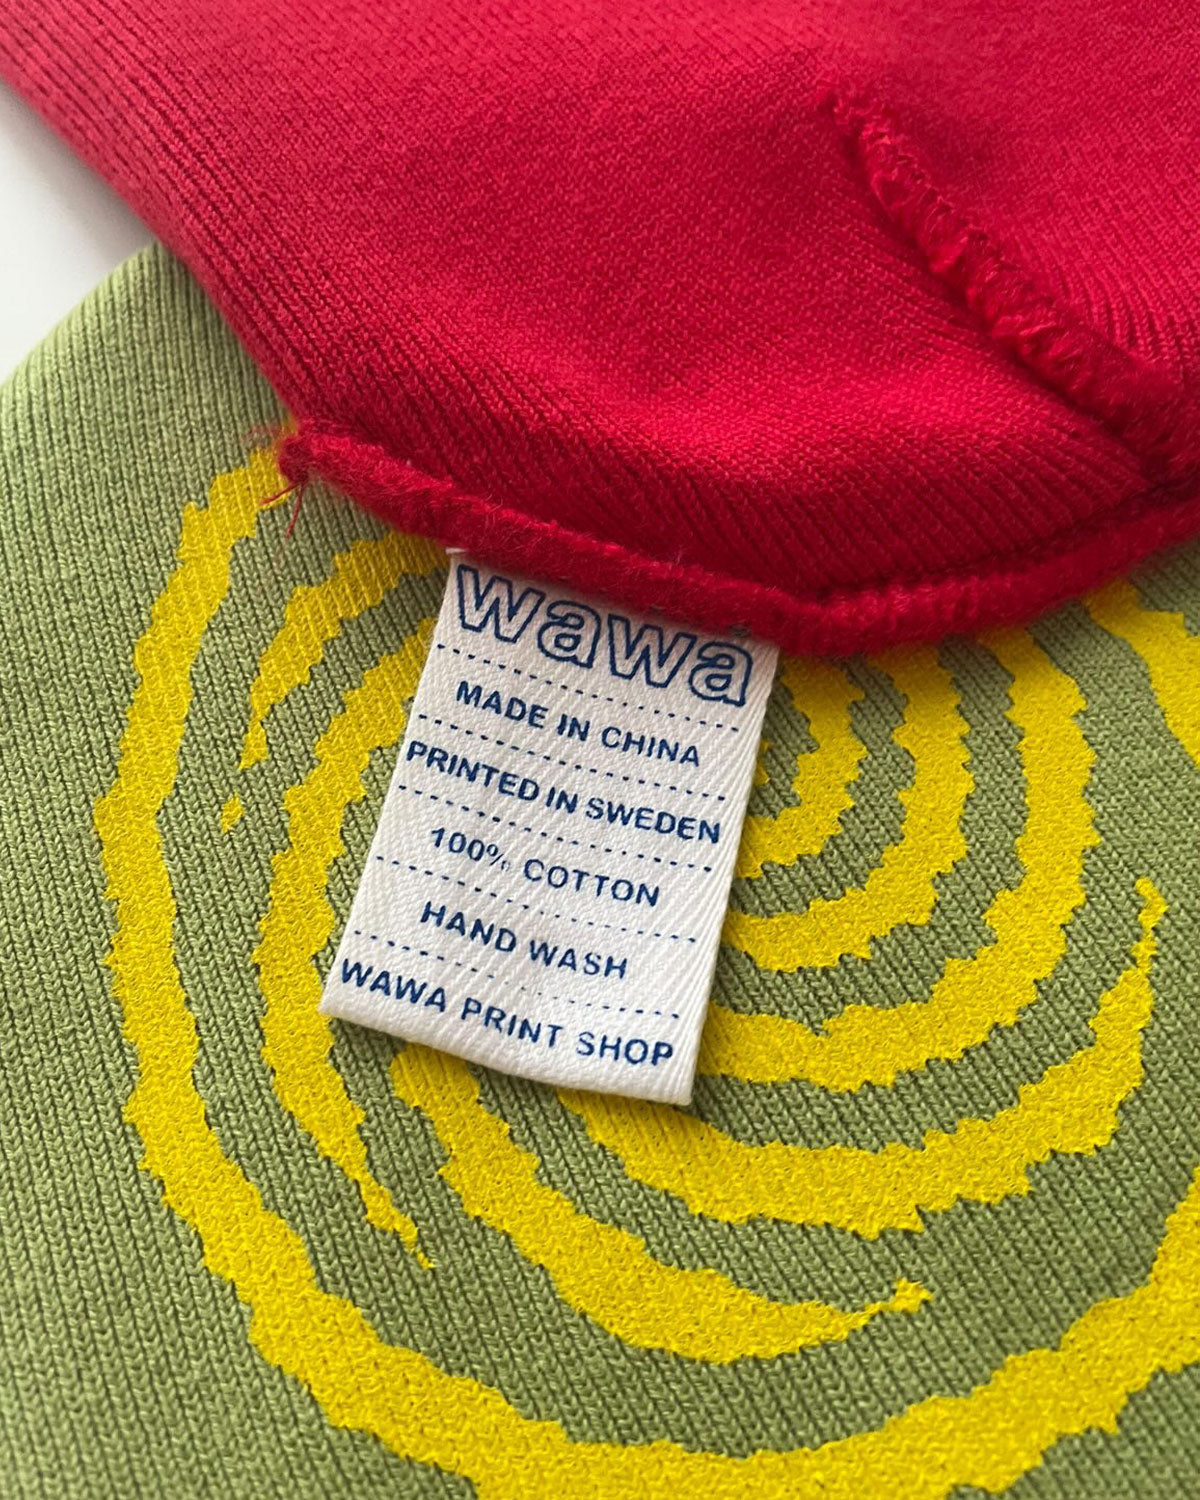 wawa
MADE IN CHINA
PRINTED IN SWEDEN
100% COTTON
HAND WASH
WAWA PRINT SHOP